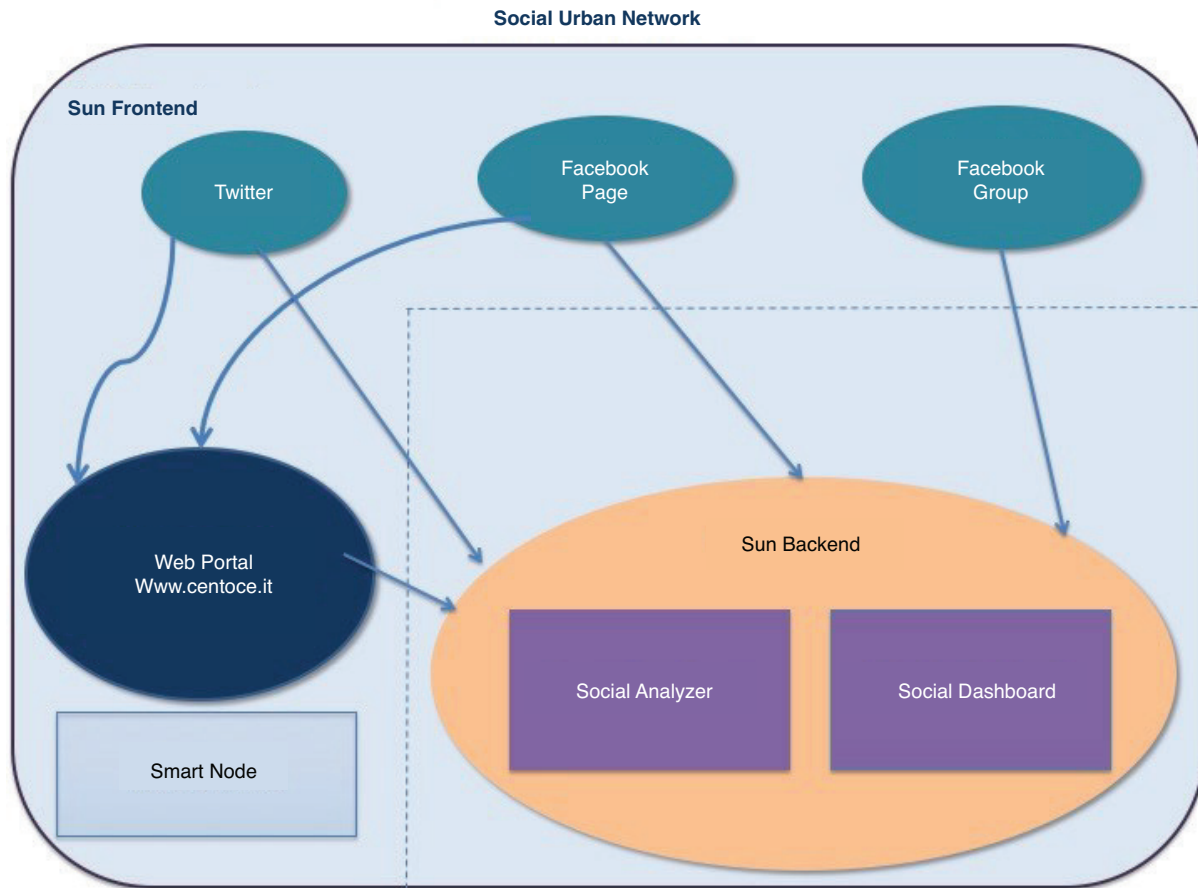 Social Urban Network
Sun Frontend
Twitter
Facebook
Page
Facebook
Group
Web Portal
Www.centoce.it
Sun Backend
Social Analyzer
Social Dashboard
Smart Node